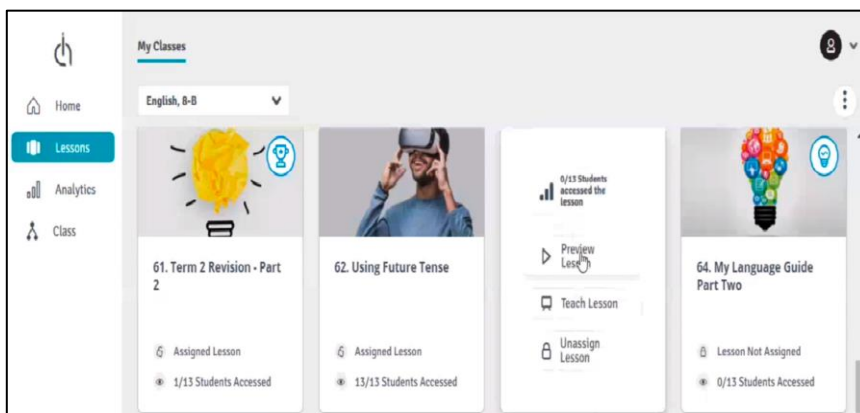 My Classes
Home
Lessons
Analytics
Class
English, 8-B
61. Term 2 Revision - Part
2
Assigned Lesson
1/13 Students Accessed
62. Using Future Tense
Assigned Lesson
13/13 Students Accessed
0/13 Students
accessed the
lesson
Preview
Lesson
Teach Lesson
Unassign
Lesson
64. My Language Guide
Part Two
Lesson Not Assigned
0/13 Students Accessed